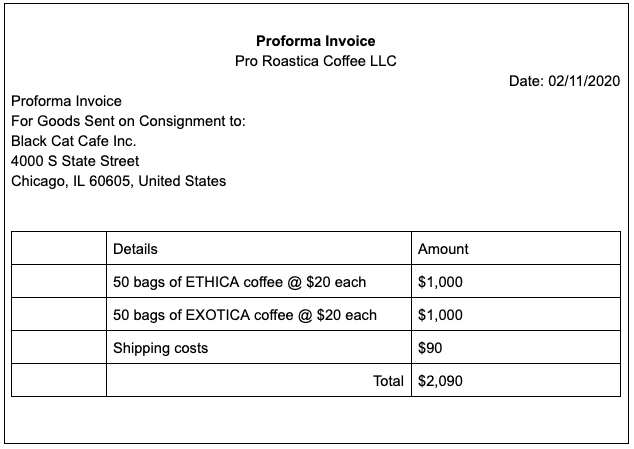 Proforma Invoice
Pro Roastica Coffee LLC
Date: 02/11/2020
Proforma Invoice
For Goods Sent on Consignment to:
Black Cat Cafe Inc.
4000 S State Street
Chicago, IL 60605, United States
Details Amount
50 bags of ETHICA coffee @ $20 each $1,000
50 bags of EXOTICA coffee @ $20 each $1,000
Shipping costs $90
Total $2,090